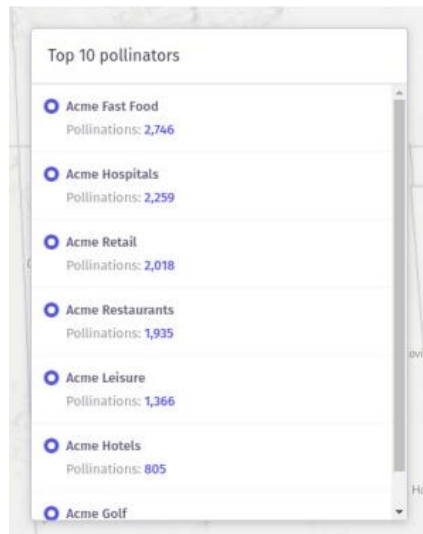 Top 10 pollinators
Acme Fast Food
Pollinations: 2,746
Acme Hospitals
Pollinations: 2,259
Acme Retail
Pollinations: 2,018
Acme Restaurants
Pollinations: 1,935
Acme Leisure
Pollinations: 1,366
Acme Hotels
Pollinations: 805
Acme Golf